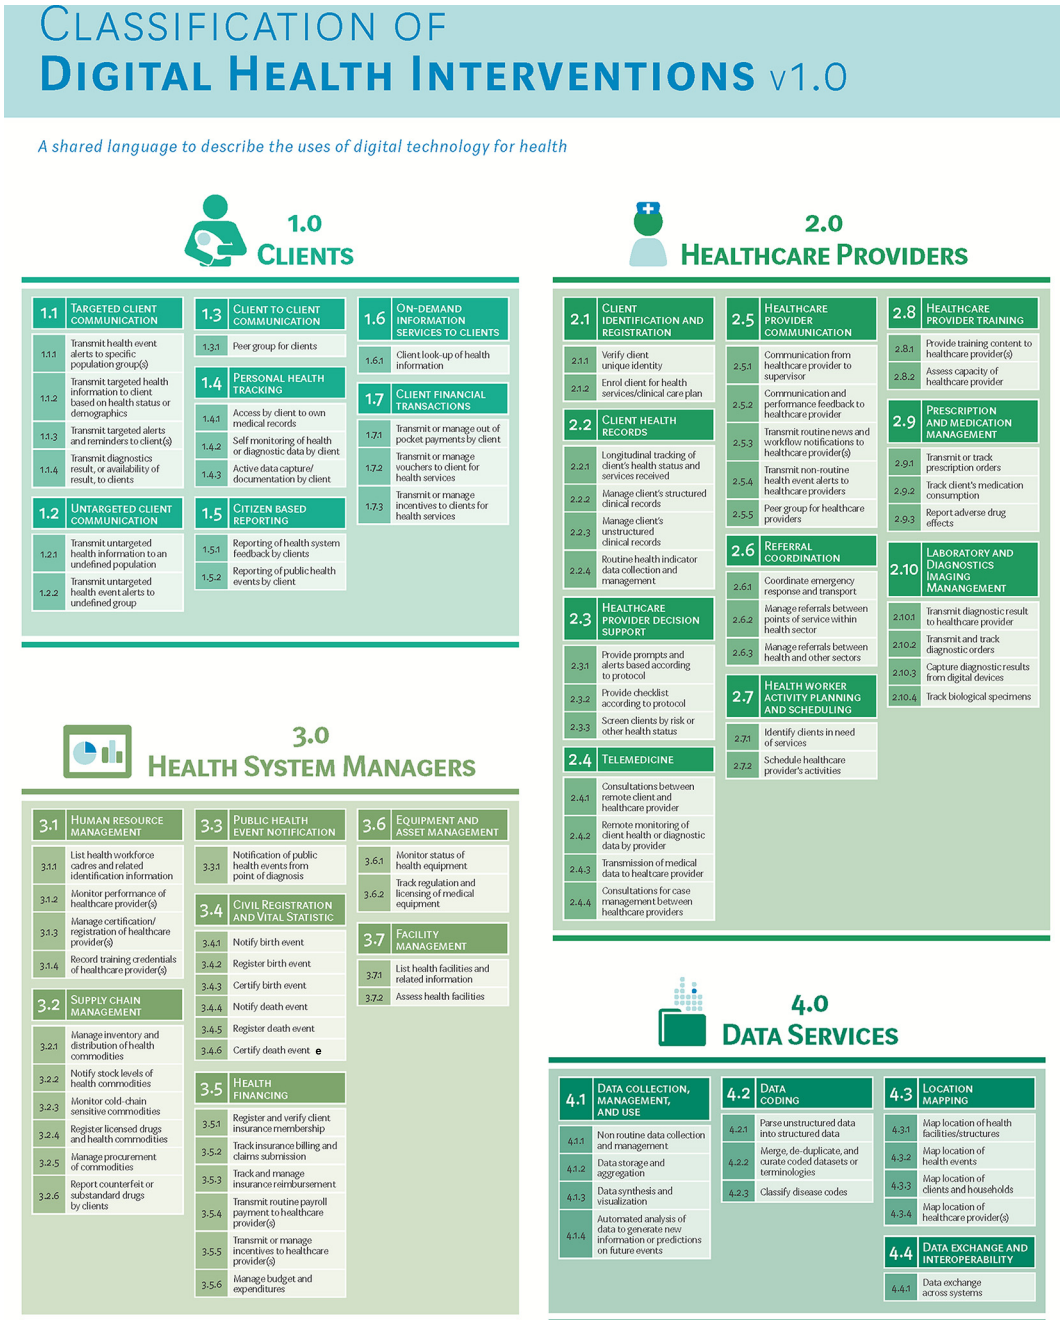 CLASSIFICATION OF
DIGITAL HEALTH INTERVENTIONS v1.0
A shared language to describe the uses of digital technology for health
1.0
CLIENTS
1.1 TARGETED CLIENT
COMMUNICATION
1.1.1 Transmit health event
alerts to specific
population group(s)
1.1.2 Transmit targeted health
information to client
based on health status or
demographics
1.1.3 Transmit targeted alerts
and reminders to client(s)
1.1.4 Transmit diagnostics
result, or availability of
result, to clients
1.2 UNTARGETED CLIENT
COMMUNICATION
1.2.1 Transmit untargeted
health information to an
undefined population
1.2.2 Transmit untargeted
health event alerts to
undefined group
1.3 CLIENT TO CLIENT
COMMUNICATION
1.3.1 Peer group for clients
1.4 PERSONAL HEALTH
TRACKING
1.4.1 Access by client to own
medical records
1.4.2 Self monitoring of health
or diagnostic data by client
1.4.3 Active data capture/
documentation by client
1.5 CITIZEN BASED
REPORTING
1.5.1 Reporting of health system
feedback by clients
1.5.2 Reporting of public health
events by client
1.6 ON-DEMAND
INFORMATION
SERVICES TO CLIENTS
1.6.1 Client look-up of health
information
1.7 CLIENT FINANCIAL
TRANSACTIONS
1.7.1 Transmit or manage out of
pocket payments by client
1.7.2 Transmit or manage
vouchers to client for
health services
1.7.3 Transmit or manage
incentives to clients for
health services
2.0
HEALTHCARE PROVIDERS
2.1 CLIENT
IDENTIFICATION AND
REGISTRATION
2.1.1 Verify client
unique identity
2.1.2 Enrol client for health
services/clinical care plan
2.2 CLIENT HEALTH
RECORDS
2.2.1 Longitudinal tracking of
client's health status and
services received
2.2.2 Manage client's structured
clinical records
2.2.3 Manage client's
unstructured
clinical records
2.2.4 Routine health indicator
data collection and
management
2.3 HEALTHCARE
PROVIDER DECISION
SUPPORT
2.3.1 Provide prompts and
alerts based according
to protocol
2.3.2 Provide checklist
according to protocol
2.3.3 Screen clients by risk or
other health status
2.4 TELEMEDICINE
2.4.1 Consultations between
remote client and
healthcare provider
2.4.2 Remote monitoring of
client health or diagnostic
data by provider
2.4.3 Transmission of medical
data to healtcare provider
2.4.4 Consultations for case
management between
healthcare providers
2.5 HEALTHCARE
PROVIDER
COMMUNICATION
2.5.1 Communication from
healthcare provider to
supervisor
2.5.2 Communication and
performance feedback to
healthcare provider
2.5.3 Transmit routine news and
workflow notifications to
healthcare provider(s)
2.5.4 Transmit non-routine
health event alerts to
healthcare providers
2.5.5 Peer group for healthcare
providers
2.6 REFERRAL
COORDINATION
2.6.1 Coordinate emergency
response and transport
2.6.2 Manage referrals between
points of service within
health sector
2.6.3 Manage referrals between
health and other sectors
2.7 HEALTH WORKER
ACTIVITY PLANNING
AND SCHEDULING
2.7.1 Identify clients in need
of services
2.7.2 Schedule healthcare
provider's activities
2.8 HEALTHCARE
PROVIDER TRAINING
2.8.1 Provide training content to
healthcare provider(s)
2.8.2 Assess capacity of
healthcare provider
2.9 PRESCRIPTION
AND MEDICATION
MANAGEMENT
2.9.1 Transmit or track
prescription orders
2.9.2 Track client's medication
consumption
2.9.3 Report adverse drug
effects
2.10 LABORATORY AND
DIAGNOSTICS
IMAGING
MANANGEMENT
2.10.1 Transmit diagnostic result
to healthcare provider
2.10.2 Transmit and track
diagnostic orders
2.10.3 Capture diagnostic results
from digital devices
2.10.4 Track biological specimens
3.0
HEALTH SYSTEM MANAGERS
3.1 HUMAN RESOURCE
MANAGEMENT
3.1.1 List health workforce
cadres and related
identification information
3.1.2 Monitor performance of
healthcare provider(s)
3.1.3 Manage certification/
registration of healthcare
provider(s)
3.1.4 Record training credentials
of healthcare provider(s)
3.2 SUPPLY CHAIN
MANAGEMENT
3.2.1 Manage inventory and
distribution of health
commodities
3.2.2 Notify stock levels of
health commodities
3.2.3 Monitor cold-chain
sensitive commodities
3.2.4 Register licensed drugs
and health commodities
3.2.5 Manage procurement
of commodities
3.2.6 Report counterfeit or
substandard drugs
by clients
3.3 PUBLIC HEALTH
EVENT NOTIFICATION
3.3.1 Notification of public
health events from
point of diagnosis
3.4 CIVIL REGISTRATION
AND VITAL STATISTIC
3.4.1 Notify birth event
3.4.2 Register birth event
3.4.3 Certify birth event
3.4.4 Notify death event
3.4.5 Register death event
3.4.6 Certify death event e
3.5 HEALTH
FINANCING
3.5.1 Register and verify client
insurance membership
3.5.2 Track insurance billing and
claims submission
3.5.3 Track and manage
insurance reimbursement
3.5.4 Transmit routine payroll
payment to healthcare
provider(s)
3.5.5 Transmit or manage
incentives to healthcare
provider(s)
3.5.6 Manage budget and
expenditures
3.6 EQUIPMENT AND
ASSET MANAGEMENT
3.6.1 Monitor status of
health equipment
3.6.2 Track regulation and
licensing of medical
equipment
3.7 FACILITY
MANAGEMENT
3.7.1 List health facilities and
related information
3.7.2 Assess health facilities
4.0
DATA SERVICES
4.1 DATA COLLECTION,
MANAGEMENT,
AND USE
4.1.1 Non routine data collection
and management
4.1.2 Data storage and
aggregation
4.1.3 Data synthesis and
visualization
4.1.4 Automated analysis of
data to generate new
information or predictions
on future events
4.2 DATA
CODING
4.2.1 Parse unstructured data
into structured data
4.2.2 Merge, de-duplicate, and
curate coded datasets or
terminologies
4.2.3 Classify disease codes
4.3 LOCATION
MAPPING
4.3.1 Map location of health
facilities/structures
4.3.2 Map location of
health events
4.3.3 Map location of
clients and households
4.3.4 Map location of
healthcare provider(s)
4.4 DATA EXCHANGE AND
INTEROPERABILITY
4.4.1 Data exchange
across systems